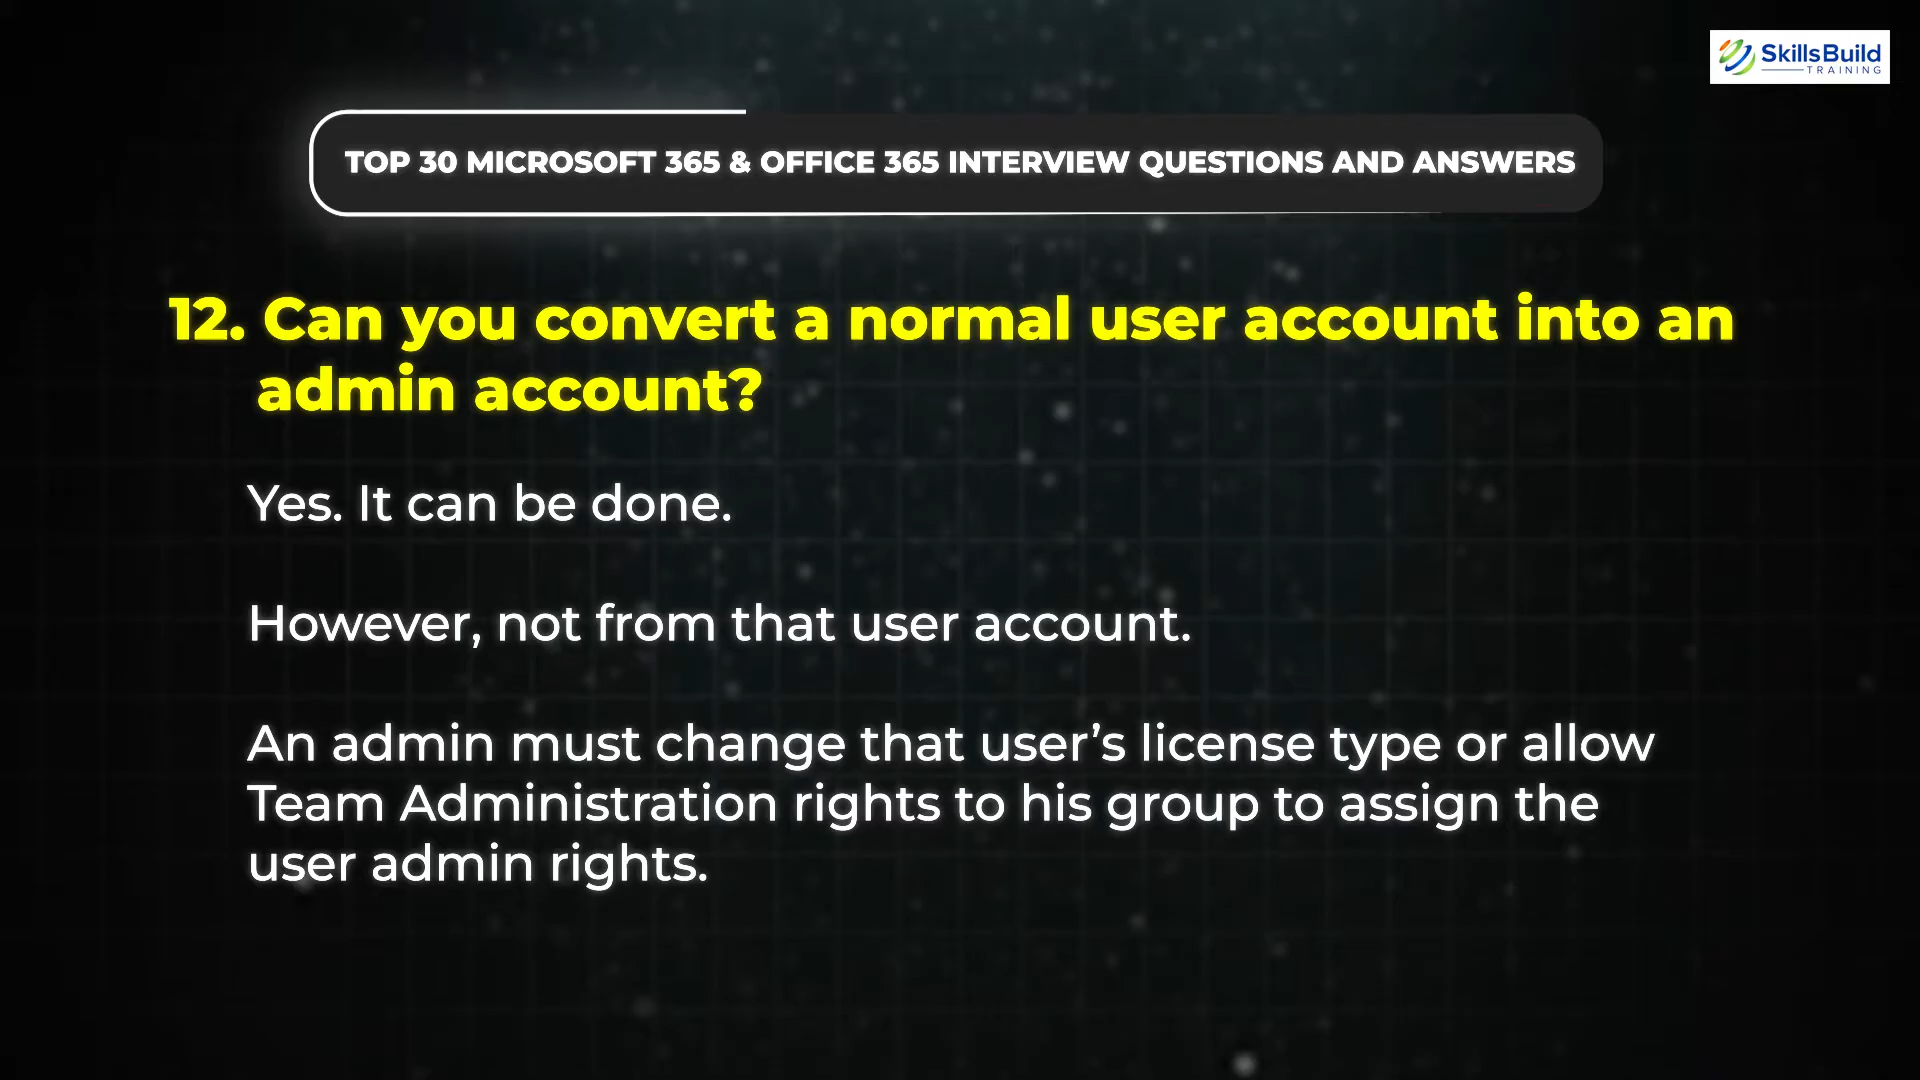 SkillsBuild
TRAINING
TOP 30 MICROSOFT 365 & OFFICE 365 INTERVIEW QUESTIONS AND ANSWERS
12. Can you convert a normal user account into an
admin account?
Yes. It can be done.
However, not from that user account.
An admin must change that user’s license type or allow
Team Administration rights to his group to assign the
user admin rights.